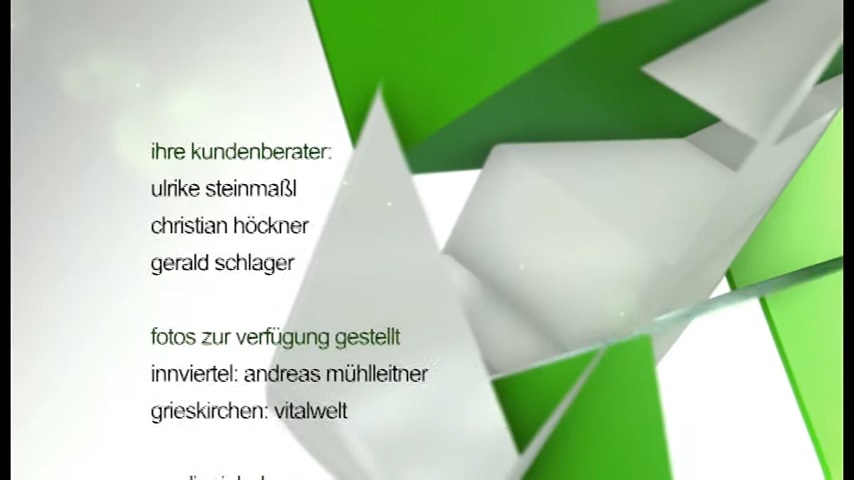 ihre kundenberater:
ulrike steinmaßl
christian höckner
gerald schlager
fotos zur verfügung gestellt
innviertel: andreas mühlleitner
grieskirchen: vitalwelt